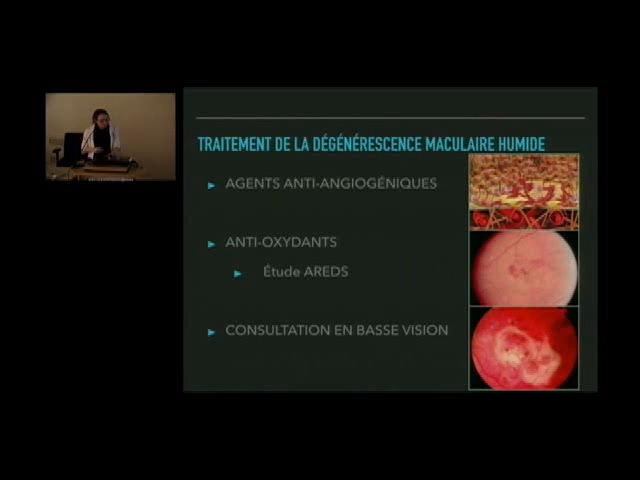 TRAITEMENT DE LA DÉGÉNÉRESCENCE MACULAIRE HUMIDE
AGENTS ANTI-ANGIOGÉNIQUES
ANTI-OXYDANTS
Étude AREDS
CONSULTATION EN BASSE VISION